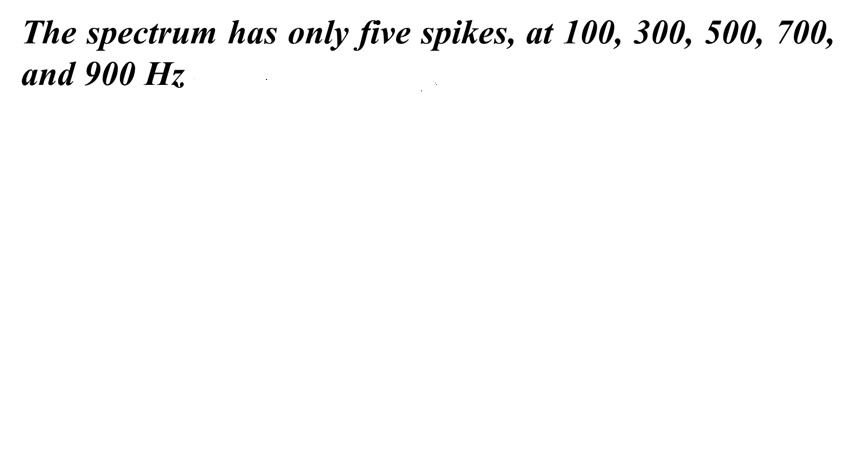 The spectrum has only five spikes, at 100, 300, 500, 700,
and 900 Hz